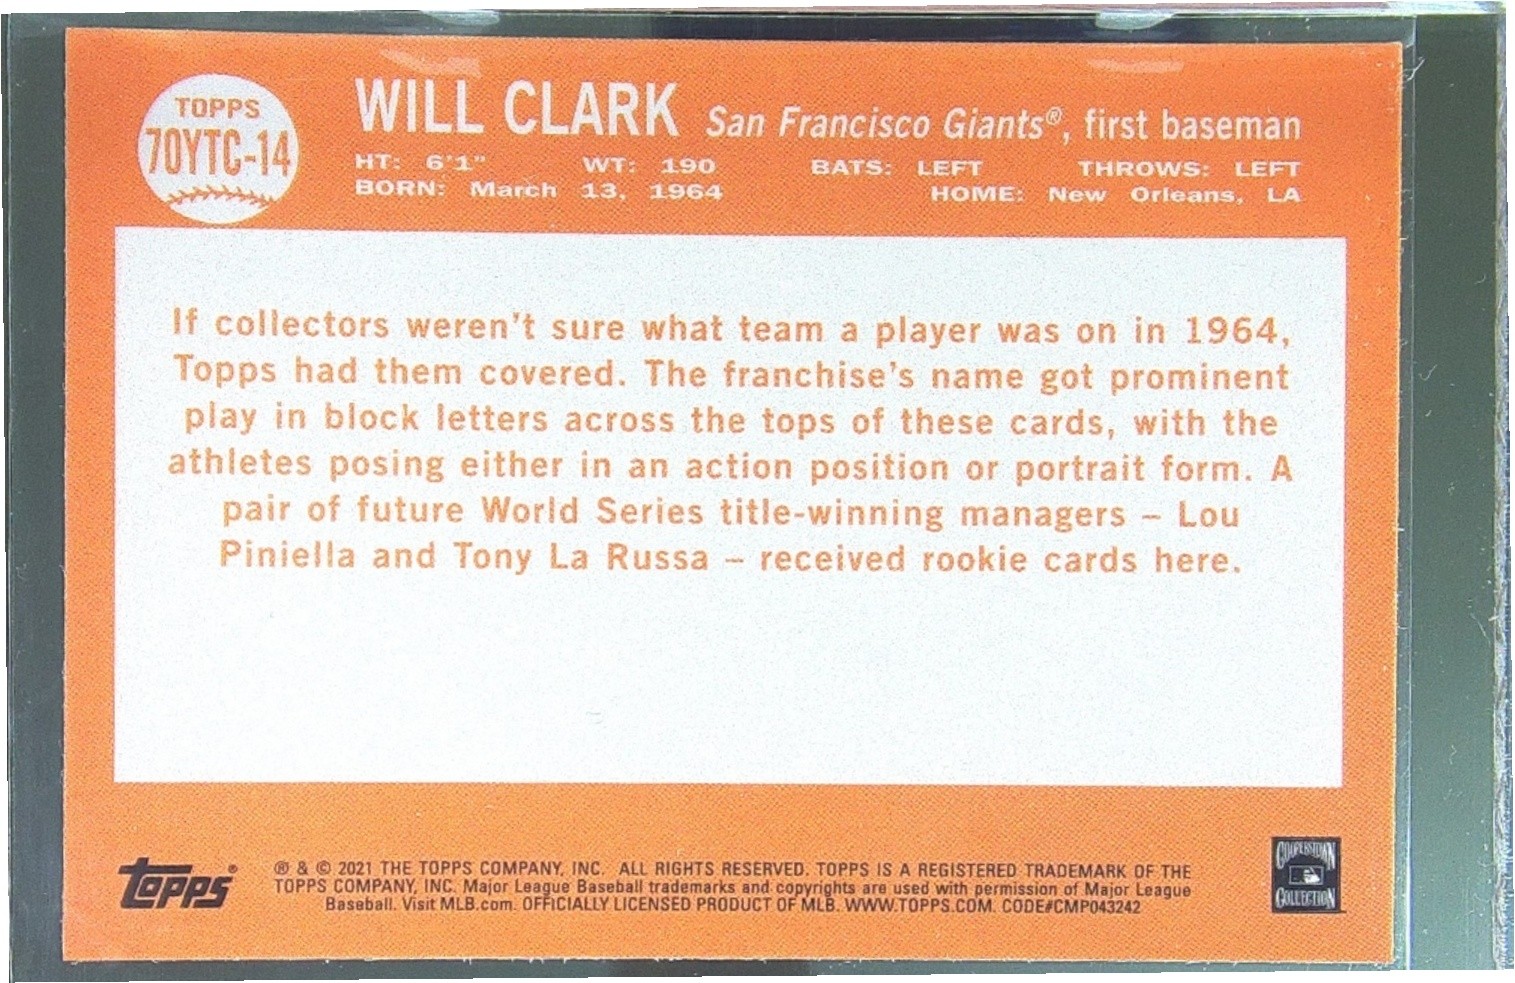 TOPPS
70YTC-14
WILL CLARK San Francisco Giants®, first baseman
HT: 6'1" WT: 190 BATS: LEFT THROWS: LEFT
BORN: March 13, 1964 HOME: New Orleans, LA
If collectors weren't sure what team a player was on in 1964,
Topps had them covered. The franchise's name got prominent
play in block letters across the tops of these cards, with the
athletes posing either in an action position or portrait form. A
pair of future World Series title-winning managers – Lou
Piniella and Tony La Russa – received rookie cards here.
topps®
® & © 2021 THE TOPPS COMPANY, INC. ALL RIGHTS RESERVED. TOPPS IS A REGISTERED TRADEMARK OF THE
TOPPS COMPANY, INC. Major League Baseball trademarks and copyrights are used with permission of Major League
Baseball. Visit MLB.com. OFFICIALLY LICENSED PRODUCT OF MLB. WWW.TOPPS.COM. CODE#CMP043242
COOPERSTOWN
COLLECTION